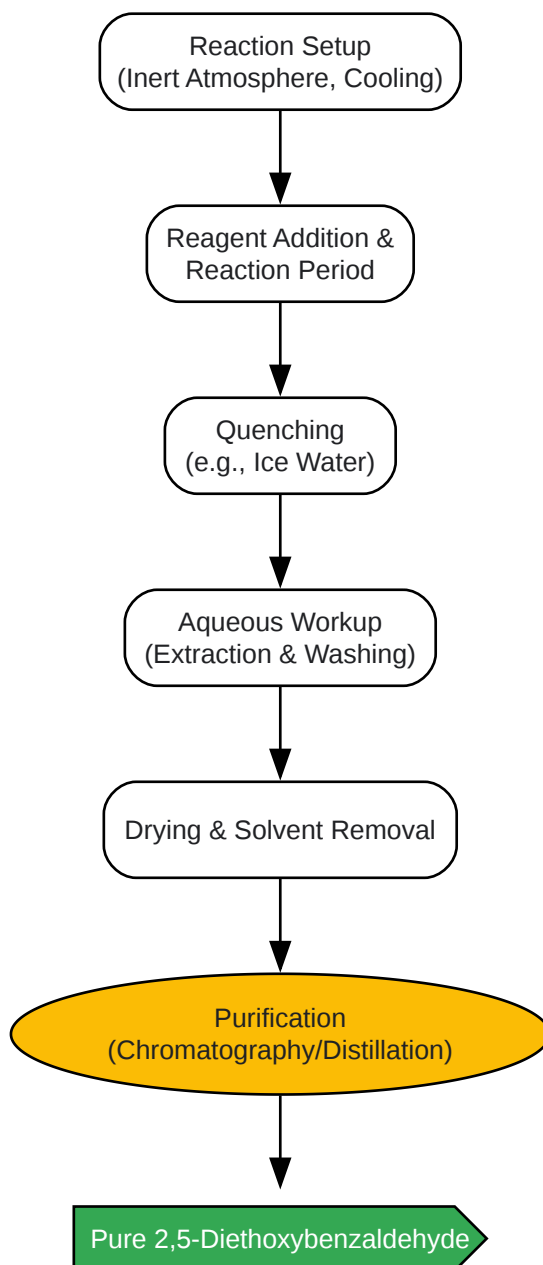 Reaction Setup
(Inert Atmosphere, Cooling)
Reagent Addition &
Reaction Period
Quenching
(e.g., Ice Water)
Aqueous Workup
(Extraction & Washing)
Drying & Solvent Removal
Purification
(Chromatography/Distillation)
Pure 2,5-Diethoxybenzaldehyde